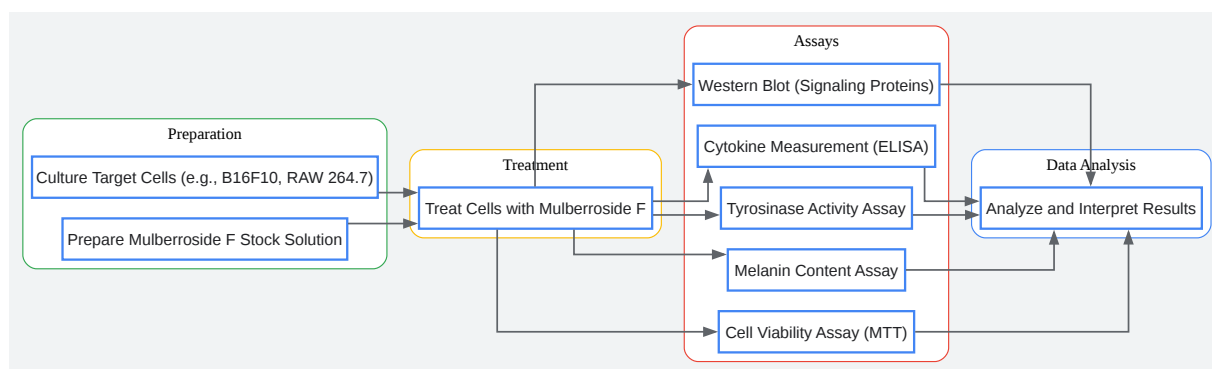 Preparation
Culture Target Cells (e.g., B16F10, RAW 264.7)
Prepare Mulberroside F Stock Solution
Treatment
Treat Cells with Mulberroside F
Assays
Western Blot (Signaling Proteins)
Cytokine Measurement (ELISA)
Tyrosinase Activity Assay
Melanin Content Assay
Cell Viability Assay (MTT)
Data Analysis
Analyze and Interpret Results